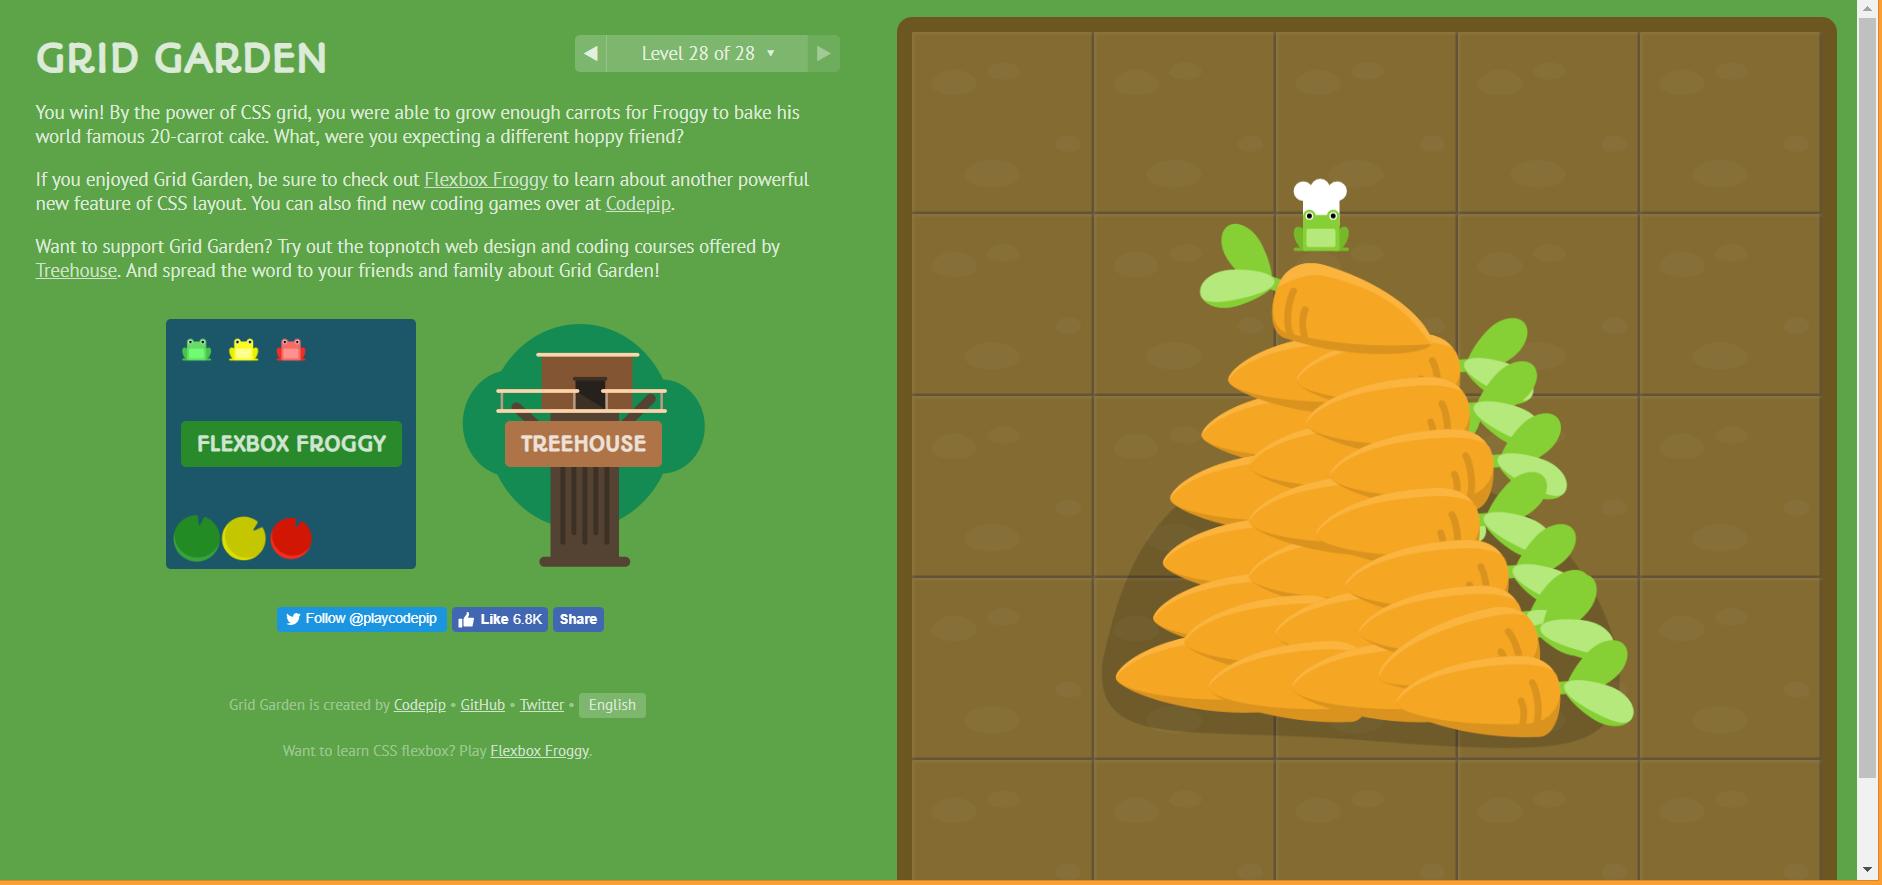 GRID GARDEN
Level 28 of 28
You win! By the power of CSS grid, you were able to grow enough carrots for Froggy to bake his
world famous 20-carrot cake. What, were you expecting a different hoppy friend?
If you enjoyed Grid Garden, be sure to check out Flexbox Froggy to learn about another powerful
new feature of CSS layout. You can also find new coding games over at Codepip.
Want to support Grid Garden? Try out the topnotch web design and coding courses offered by
Treehouse. And spread the word to your friends and family about Grid Garden!
FLEXBOX FROGGY
TREEHOUSE
Follow @playcodepip
Like 6.8K
Share
Grid Garden is created by Codepip • GitHub • Twitter • English
Want to learn CSS flexbox? Play Flexbox Froggy.